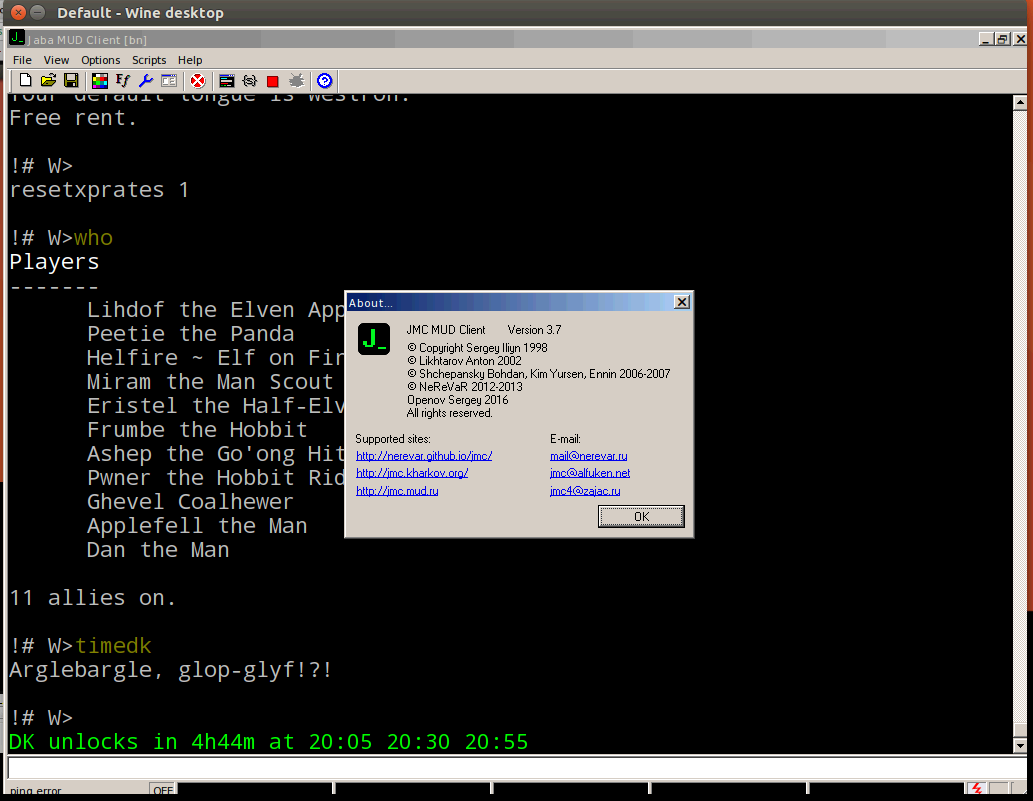 Default - Wine desktop
Jaba MUD Client [bn]
File View Options Scripts Help
Your default tongue is Westron.
Free rent.
!# W>
resetxprates 1
!# W>who
Players
-------
Lihdof the Elven App
Peetie the Panda
Helfire ~ Elf on Fir
Miram the Man Scout
Eristel the Half-Elv
Frumbe the Hobbit
Ashep the Go'ong Hit
Pwner the Hobbit Rid
Ghevel Coalhewer
Applefell the Man
Dan the Man
11 allies on.
!# W>timedk
Arglebargle, glop-glyf!?!
!# W>
DK unlocks in 4h44m at 20:05 20:30 20:55
ping error
OFF
About...
JMC MUD Client Version 3.7
© Copyright Sergey Iliyn 1998
© Likhtarov Anton 2002
© Shchepansky Bohdan, Kim Yursen, Ennin 2006-2007
© NeReVaR 2012-2013
Openov Sergey 2016
All rights reserved.
Supported sites: E-mail:
http://nerevar.github.io/jmc/ mail@nerevar.ru
http://jmc.kharkov.org/ jmc@alfuken.net
http://jmc.mud.ru jmc4@zajac.ru
OK